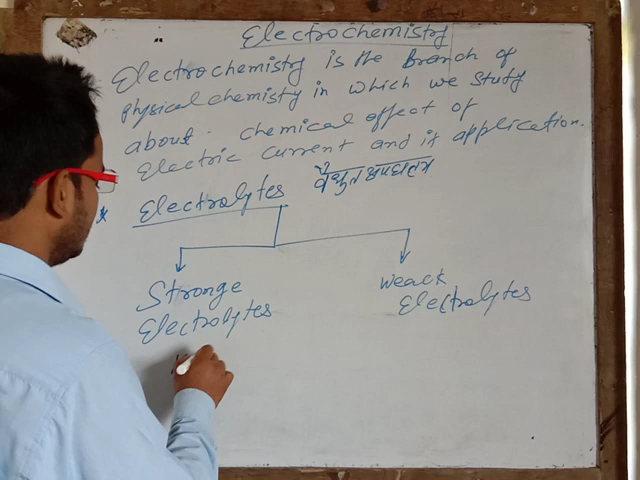 Electrochemistry
Electrochemistry is the Branch of
physical chemistry in which we study
about chemical effect of
Electric current and it application.
* Electrolytes वैधुत अपघट्य
Stronge
Electrolytes
Weack
Electrolytes